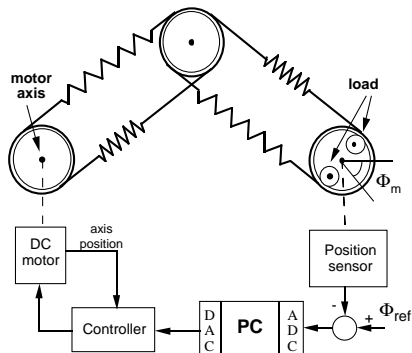 motor
axis
load
Φm
DC
motor
axis
position
Position
sensor
- 
+
Φref
Controller
D
A
C
PC
A
D
C